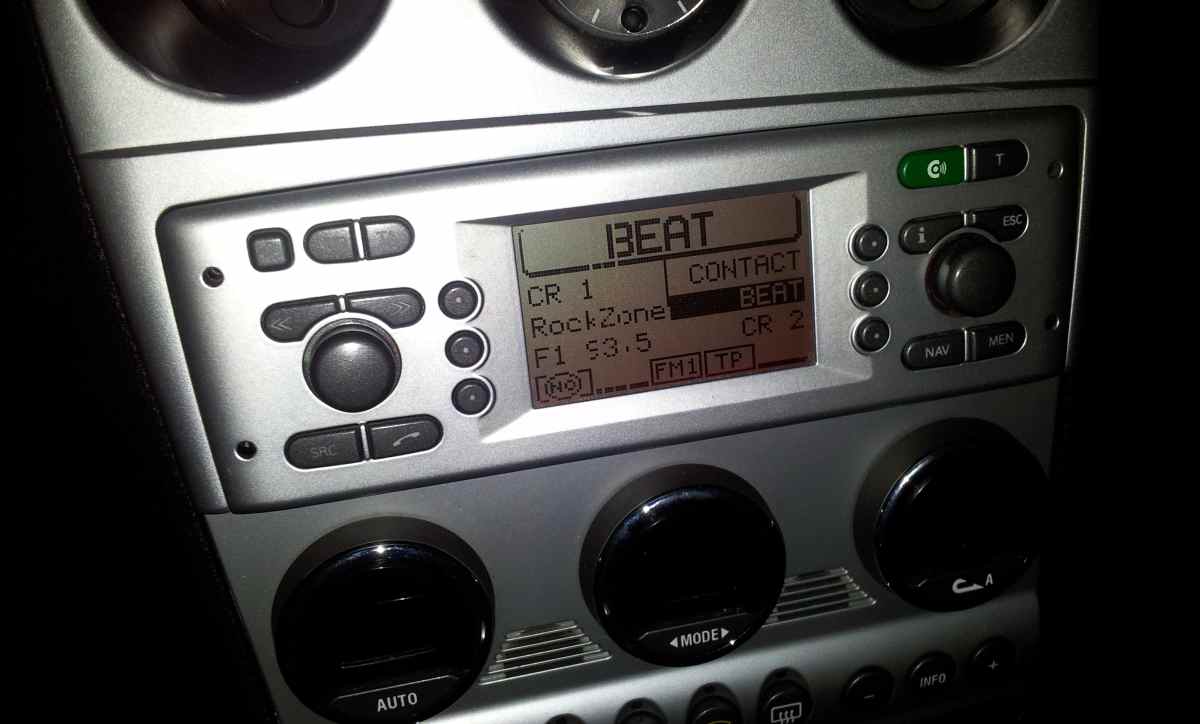 T
ESC
i
BEAT
CR 1 CONTACT
RockZone BEAT
F1 93.5 CR 2
FM1 TP
NAV MEN
SRC
AUTO
◄MODE►
A
- INFO +